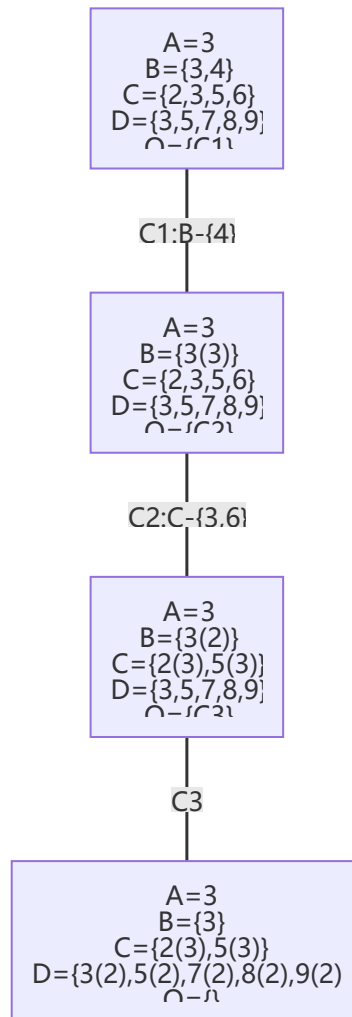 A=3
B={3,4}
C={2,3,5,6}
D={3,5,7,8,9}
Q={C1}
C1:B-{4}
A=3
B={3(3)}
C={2,3,5,6}
D={3,5,7,8,9}
Q={C2}
C2:C-{3,6}
A=3
B={3(2)}
C={2(3),5(3)}
D={3,5,7,8,9}
Q={C3}
C3
A=3
B={3}
C={2(3),5(3)}
D={3(2),5(2),7(2),8(2),9(2)
Q={}